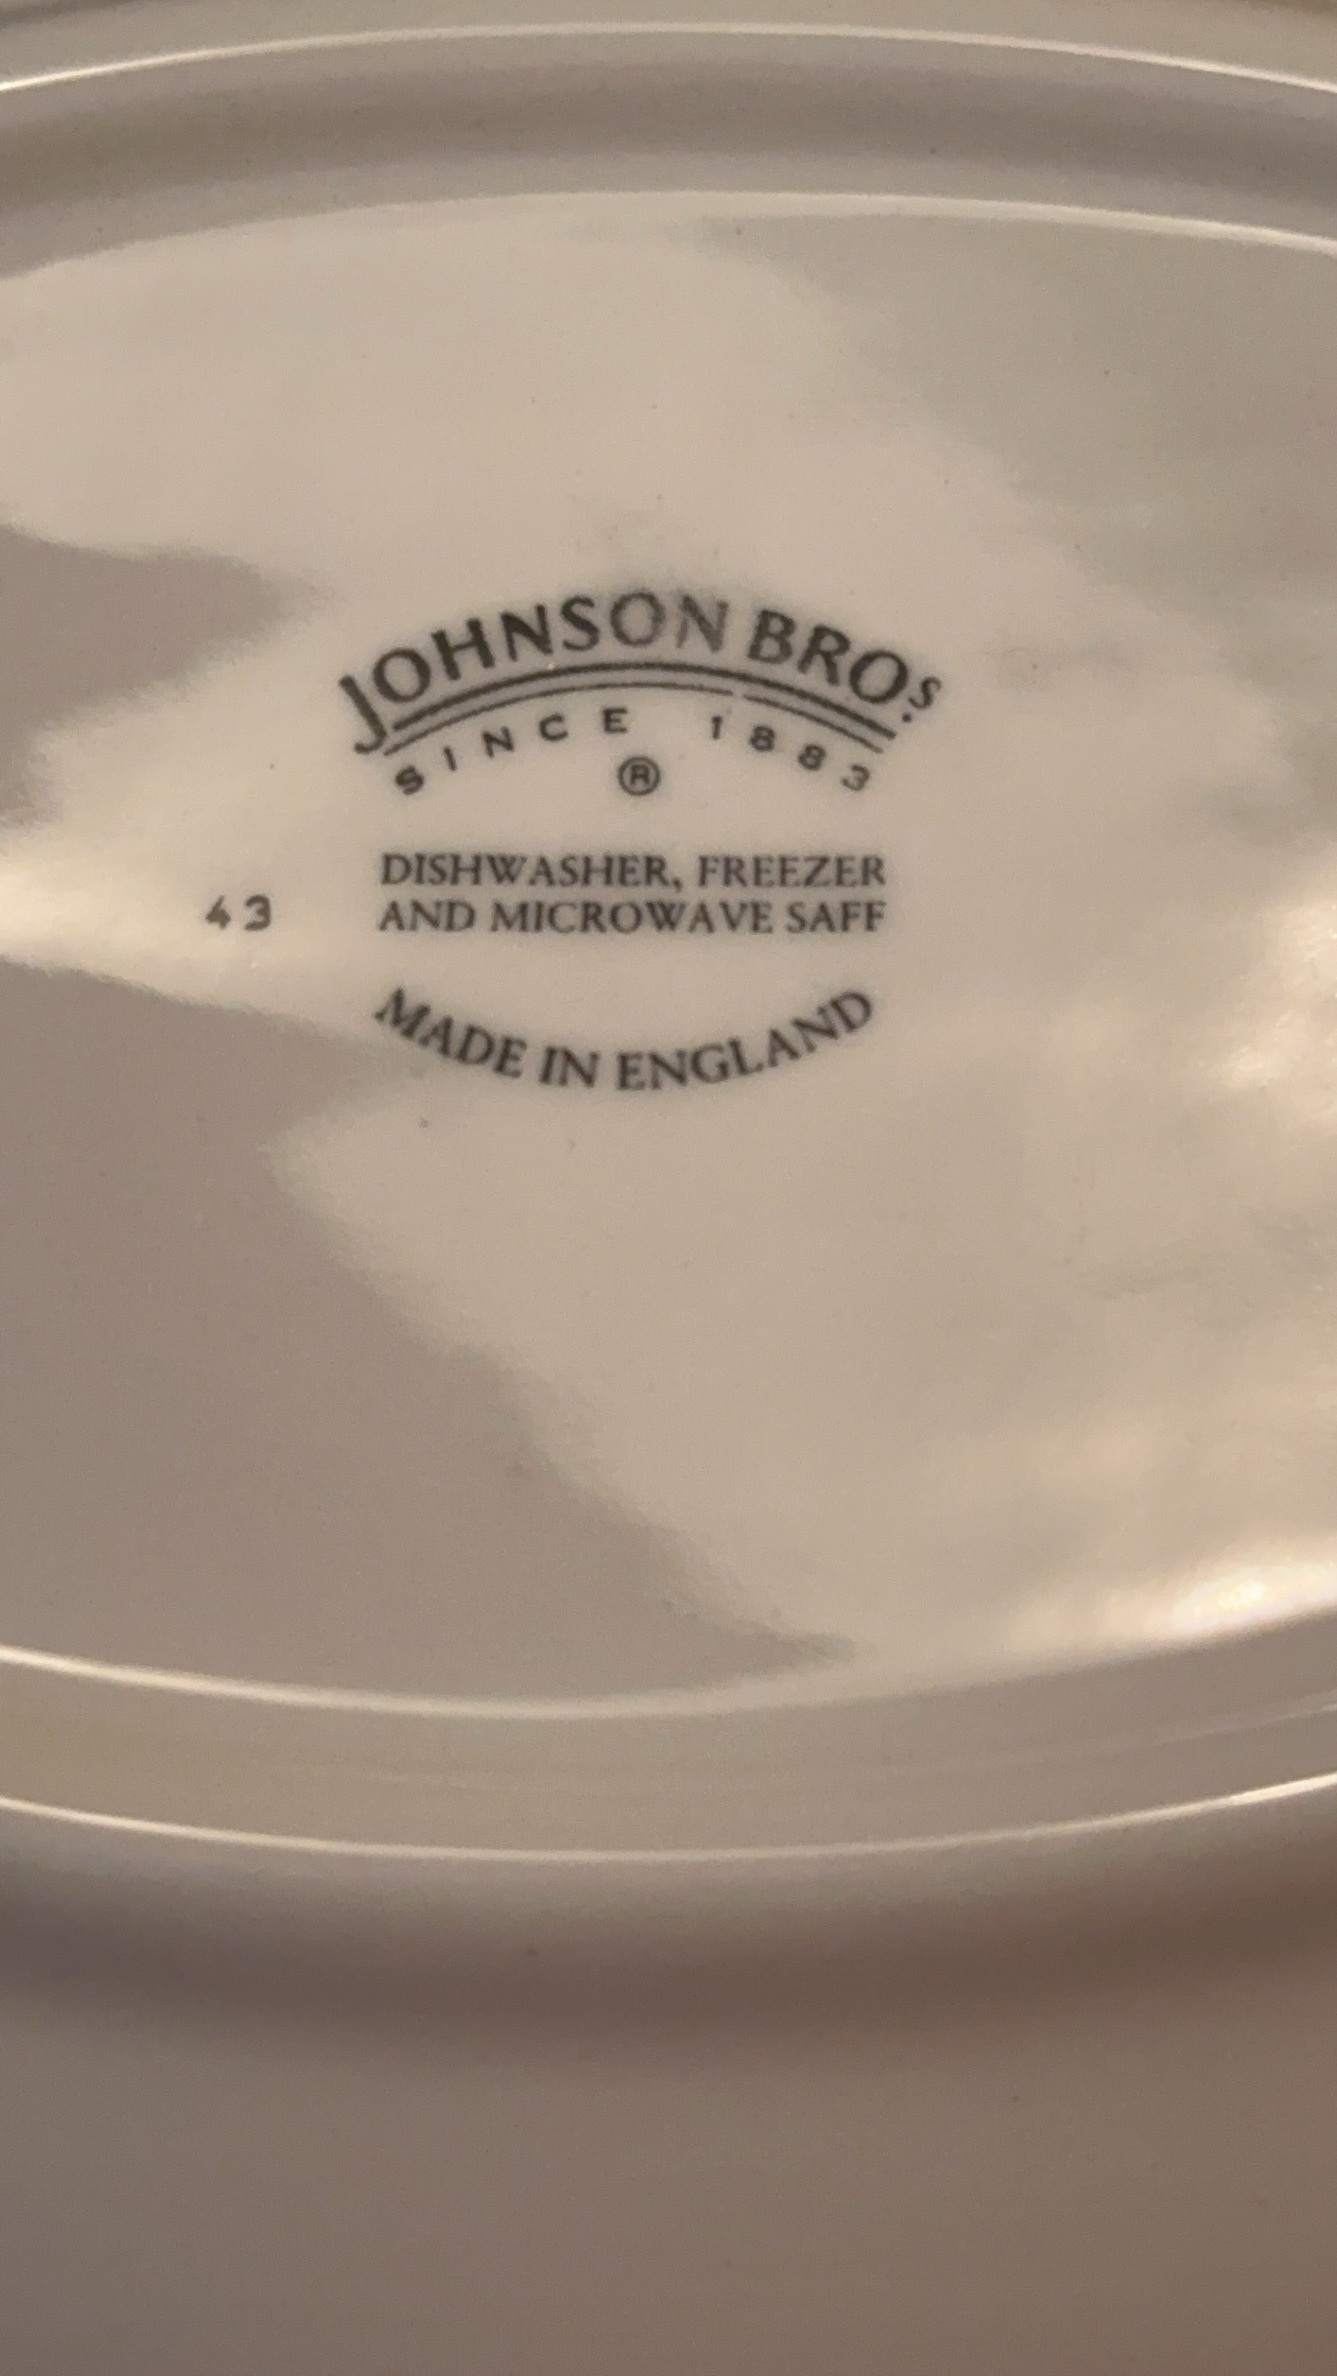 JOHNSON BROS.
SINCE 1883
®
DISHWASHER, FREEZER
AND MICROWAVE SAFF
43
MADE IN ENGLAND